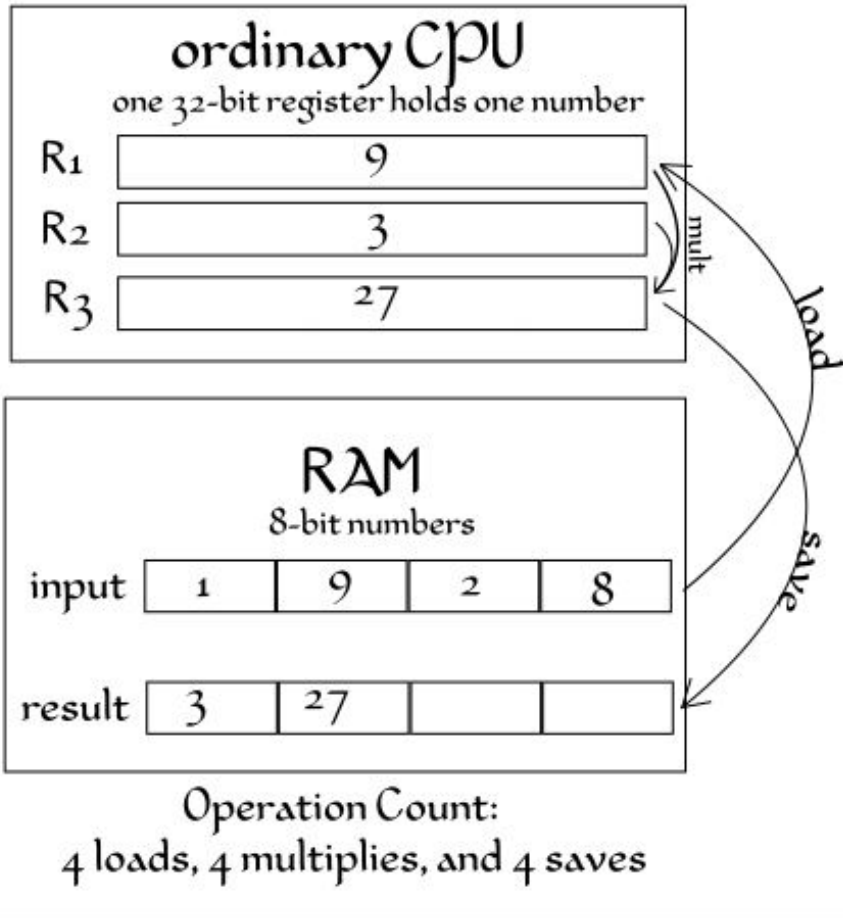 ordinary CPU
one 32-bit register holds one number
R1 9
R2 3
mult
R3 27
load
RAM
8-bit numbers
input 1 9 2 8
save
result 3 27
Operation Count:
4 loads, 4 multiplies, and 4 saves